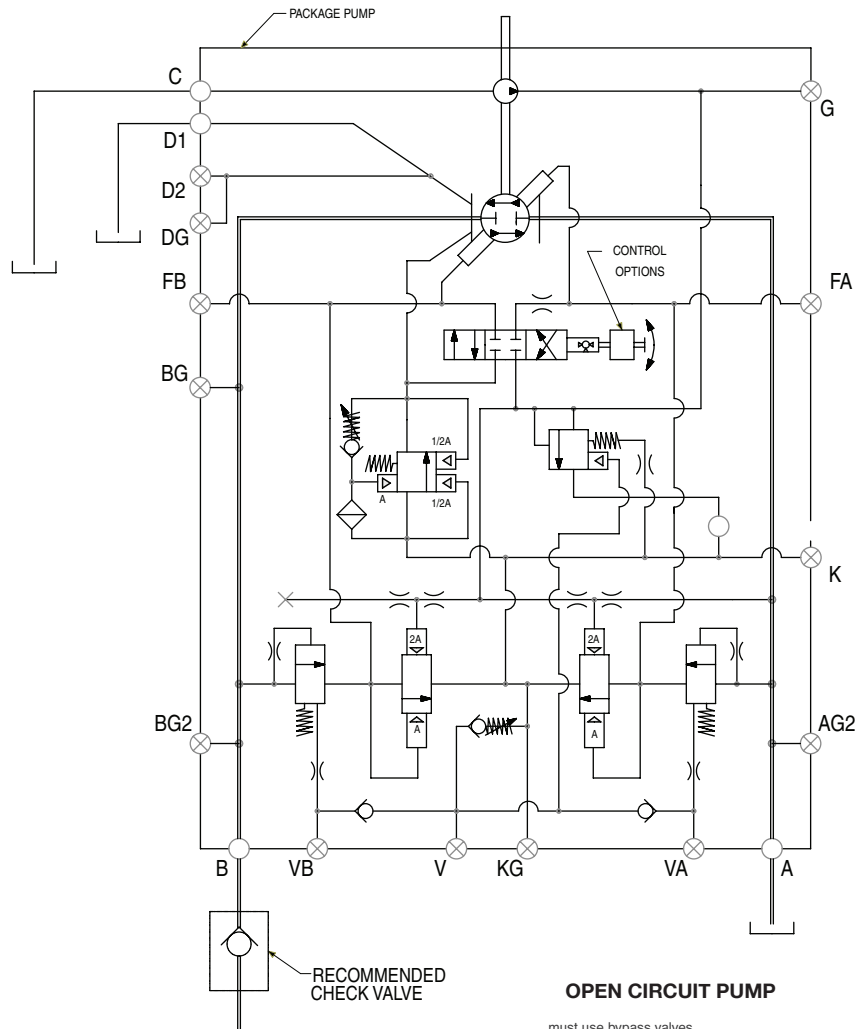 PACKAGE PUMP
C
G
D1
D2
DG
CONTROL
OPTIONS
FB
FA
BG
1/2A
A
1/2A
K
2A
2A
BG2
AG2
A
A
B
VB
V
KG
VA
A
RECOMMENDED
CHECK VALVE
OPEN CIRCUIT PUMP
must use bypass valves